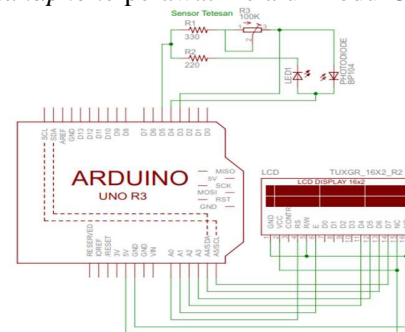 Sensor Tetesan
R1
330
R3
100K
R2
220
LED1
PHOTODIODE
BP104
SCL
SDA
AREF
GND
D13
D12
D11
D10
D9
D8
D7
D6
D5
D4
D3
D2
D1
D0
ARDUINO
UNO R3
MISO
5V
SCK
MOSI
RST
GND
RESERVED
IOREF
/RESET
3V
5V
GND
GND
VIN
A0
A1
A2
A3
A4/SDA
A5/SCL
LCD
TUXGR_16X2_R2
LCD DISPLAY 16x2
GND
VCC
CONTR
RS
R/W
E
D0
D1
D2
D3
D4
D5
D6
D7
NC